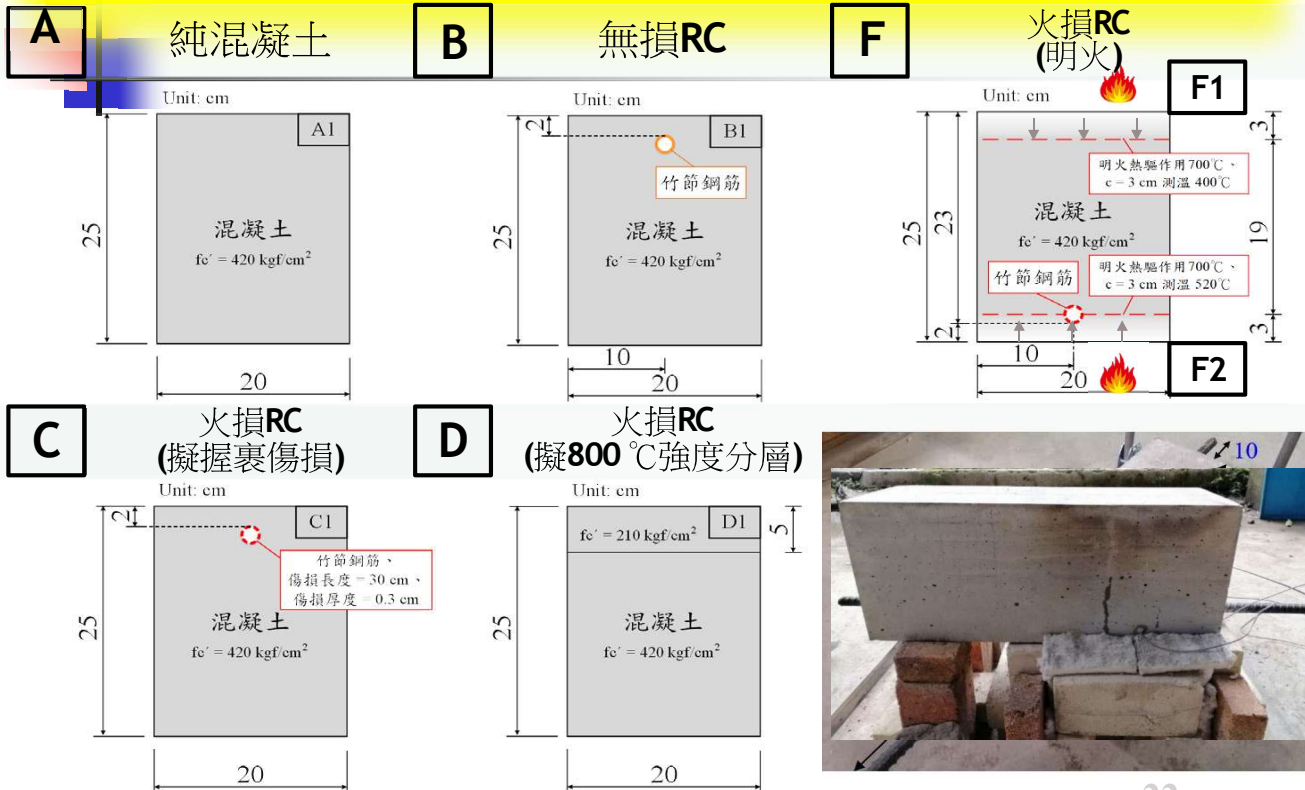 A
純混凝土
Unit: cm
A1
25
混凝土
fc′ = 420 kgf/cm²
20
B
無損RC
Unit: cm
2
B1
竹節鋼筋
25
混凝土
fc′ = 420 kgf/cm²
10
20
F
火損RC
(明火)
F1
Unit: cm
3
明火熱驅作用700℃、
c = 3 cm 測溫 400℃
25
23
混凝土
fc′ = 420 kgf/cm²
19
竹節鋼筋
明火熱驅作用700℃、
c = 3 cm 測溫 520℃
2
3
10
20
F2
C
火損RC
(擬握裹傷損)
Unit: cm
2
C1
竹節鋼筋、
傷損長度 = 30 cm、
傷損厚度 = 0.3 cm
25
混凝土
fc′ = 420 kgf/cm²
20
D
火損RC
(擬800 ℃強度分層)
Unit: cm
fc′ = 210 kgf/cm²
D1
5
25
混凝土
fc′ = 420 kgf/cm²
20
10